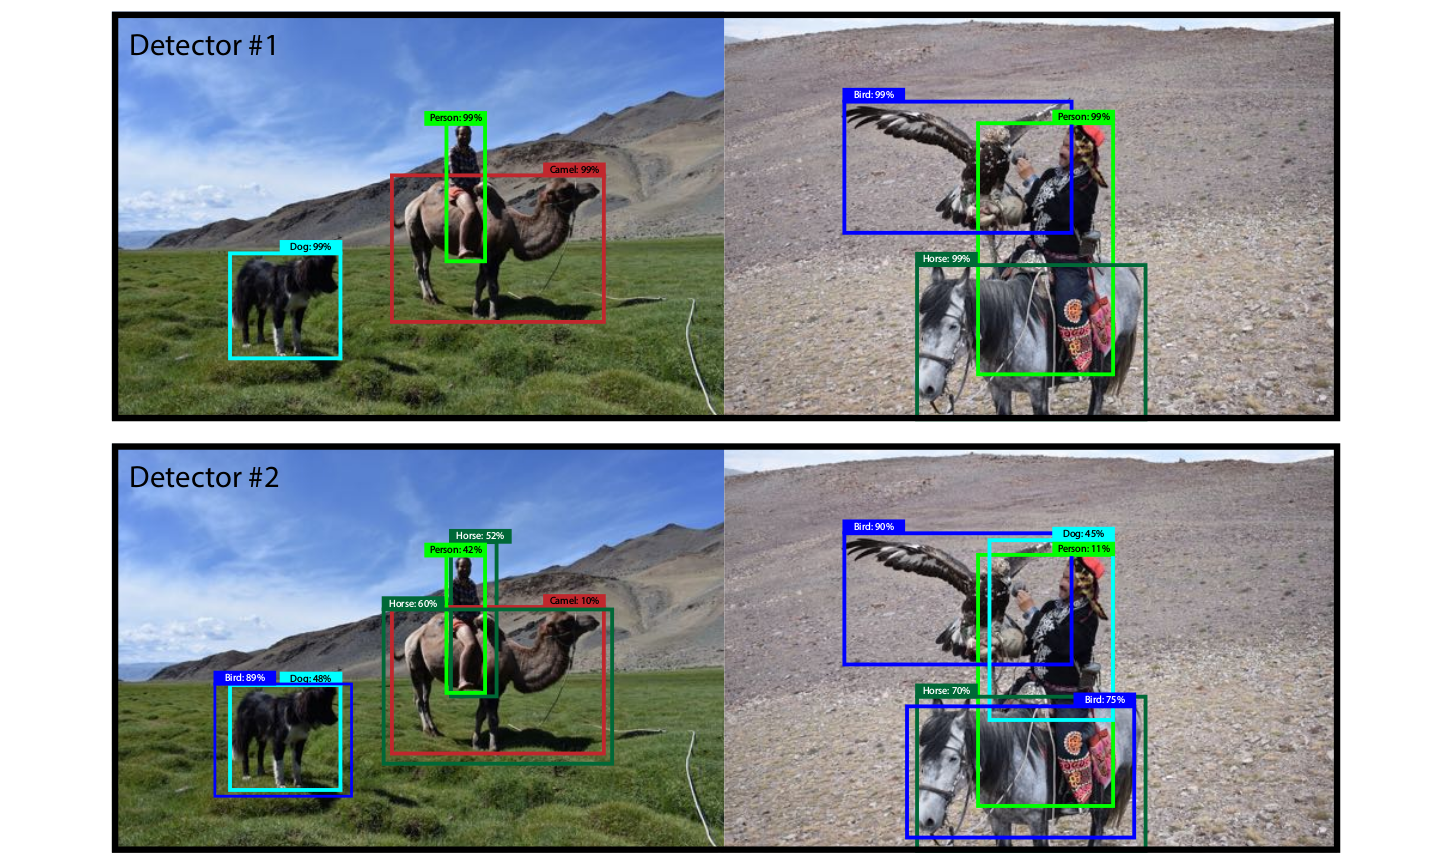 Detector #1
Person: 99%
Camel: 99%
Dog: 99%
Bird: 99%
Person: 99%
Horse: 99%
Detector #2
Horse: 52%
Person: 42%
Horse: 60%
Camel: 10%
Bird: 89%
Dog: 48%
Bird: 90%
Dog: 45%
Person: 11%
Horse: 70%
Bird: 75%